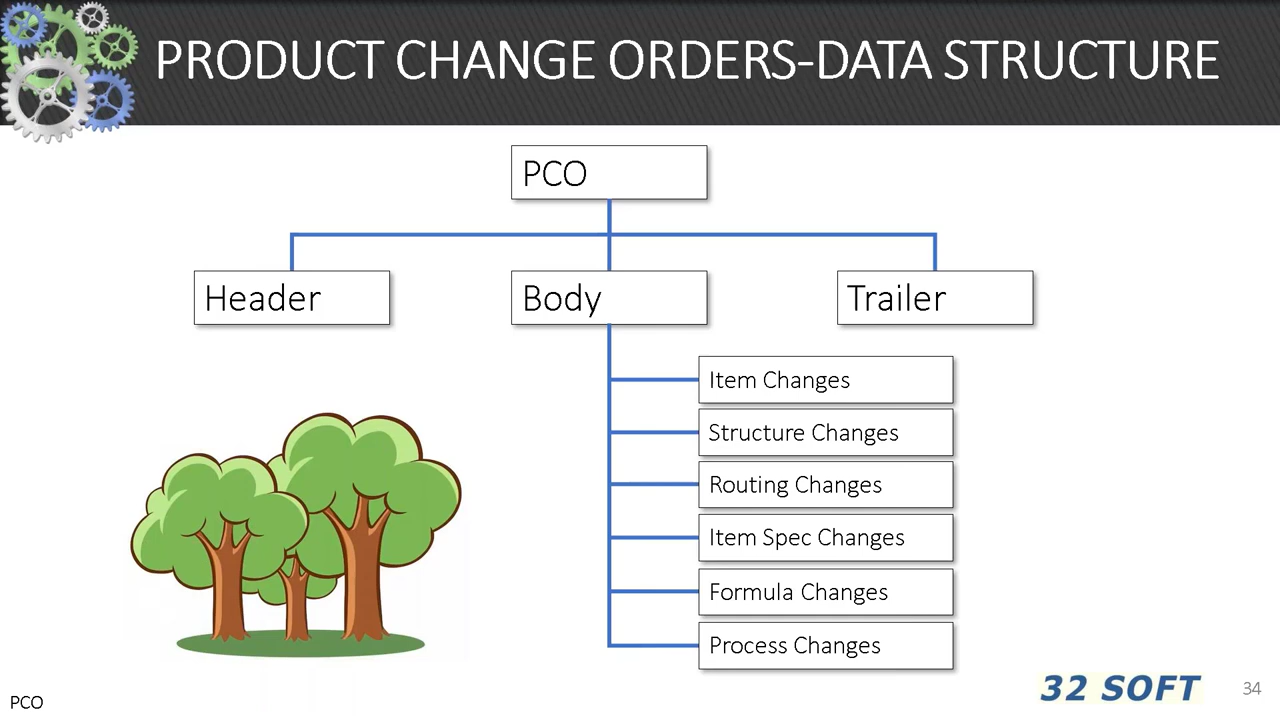 PRODUCT CHANGE ORDERS-DATA STRUCTURE
PCO
Header
Body
Trailer
Item Changes
Structure Changes
Routing Changes
Item Spec Changes
Formula Changes
Process Changes
PCO
32 SOFT
34